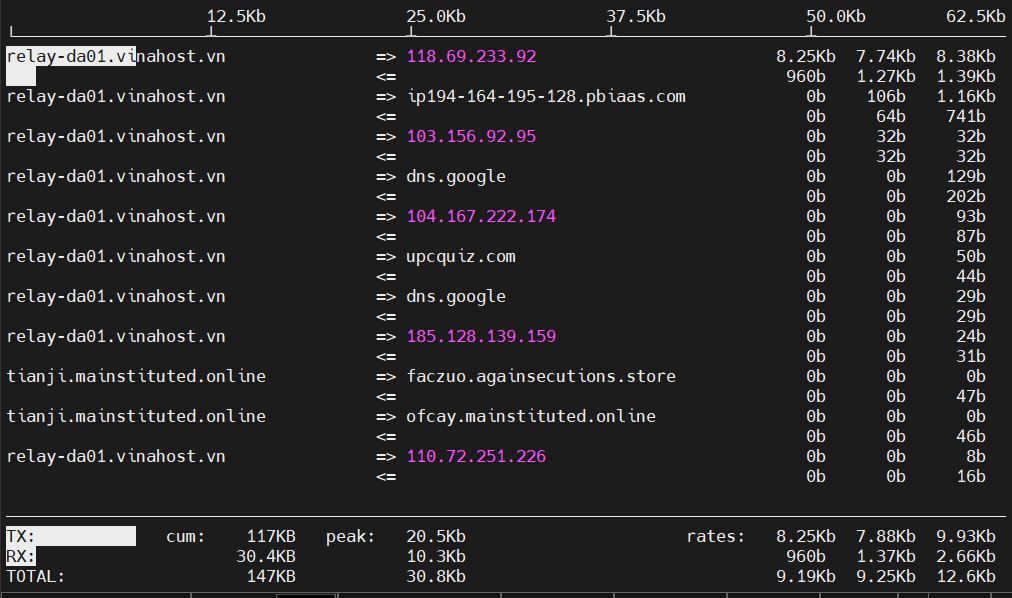 12.5Kb 25.0Kb 37.5Kb 50.0Kb 62.5Kb
relay-da01.vinahost.vn => 118.69.233.92 8.25Kb 7.74Kb 8.38Kb
<= 960b 1.27Kb 1.39Kb
relay-da01.vinahost.vn => ip194-164-195-128.pbiaas.com 0b 106b 1.16Kb
<= 0b 64b 741b
relay-da01.vinahost.vn => 103.156.92.95 0b 32b 32b
<= 0b 32b 32b
relay-da01.vinahost.vn => dns.google 0b 0b 129b
<= 0b 0b 202b
relay-da01.vinahost.vn => 104.167.222.174 0b 0b 93b
<= 0b 0b 87b
relay-da01.vinahost.vn => upcquiz.com 0b 0b 50b
<= 0b 0b 44b
relay-da01.vinahost.vn => dns.google 0b 0b 29b
<= 0b 0b 29b
relay-da01.vinahost.vn => 185.128.139.159 0b 0b 24b
<= 0b 0b 31b
tianji.mainstituted.online => faczuo.againsecutions.store 0b 0b 0b
<= 0b 0b 47b
tianji.mainstituted.online => ofcay.mainstituted.online 0b 0b 0b
<= 0b 0b 46b
relay-da01.vinahost.vn => 110.72.251.226 0b 0b 8b
<= 0b 0b 16b
TX: cum: 117KB peak: 20.5Kb rates: 8.25Kb 7.88Kb 9.93Kb
RX: 30.4KB 10.3Kb 960b 1.37Kb 2.66Kb
TOTAL: 147KB 30.8Kb 9.19Kb 9.25Kb 12.6Kb